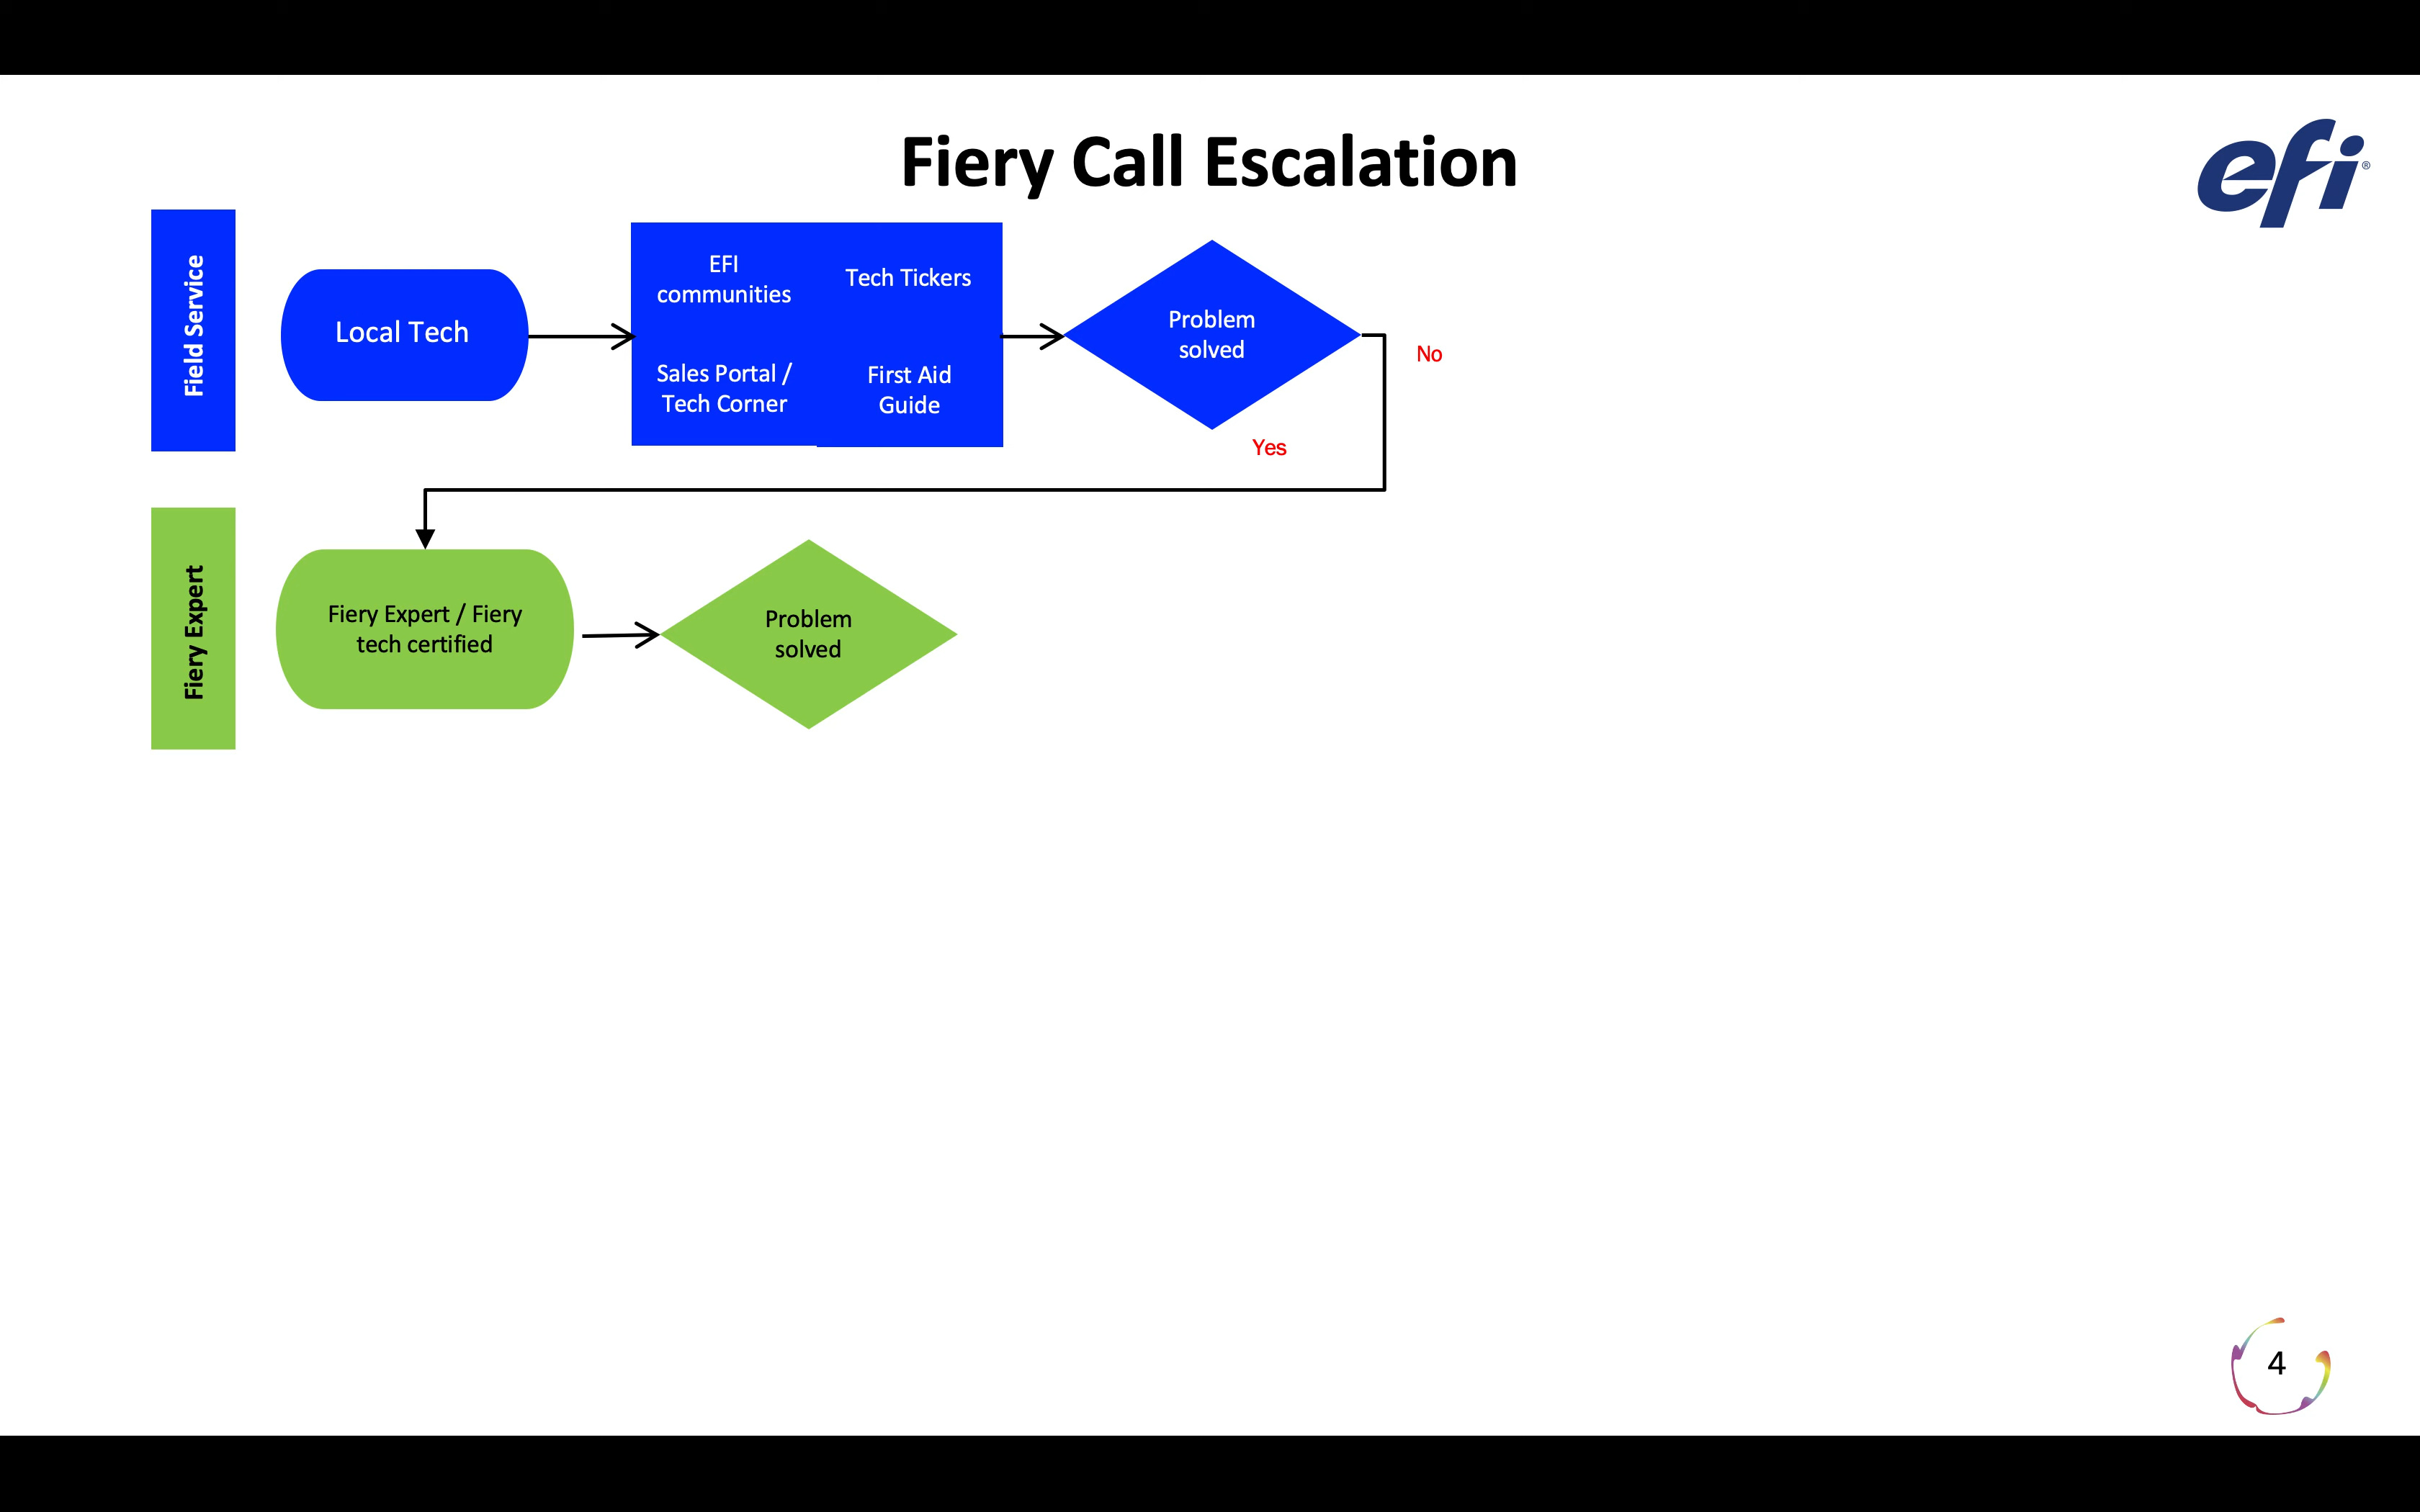 Fiery Call Escalation
efi®
Field Service
Local Tech
EFI
communities
Tech Tickers
Sales Portal /
Tech Corner
First Aid
Guide
Problem
solved
No
Yes
Fiery Expert
Fiery Expert / Fiery
tech certified
Problem
solved
4